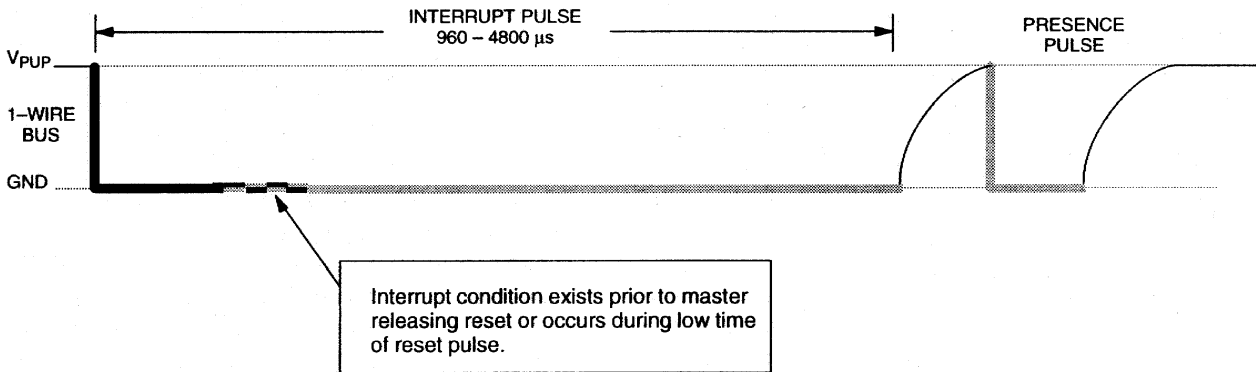 INTERRUPT PULSE
960 – 4800 µs
PRESENCE
PULSE
VPUP
1–WIRE
BUS
GND
Interrupt condition exists prior to master
releasing reset or occurs during low time
of reset pulse.